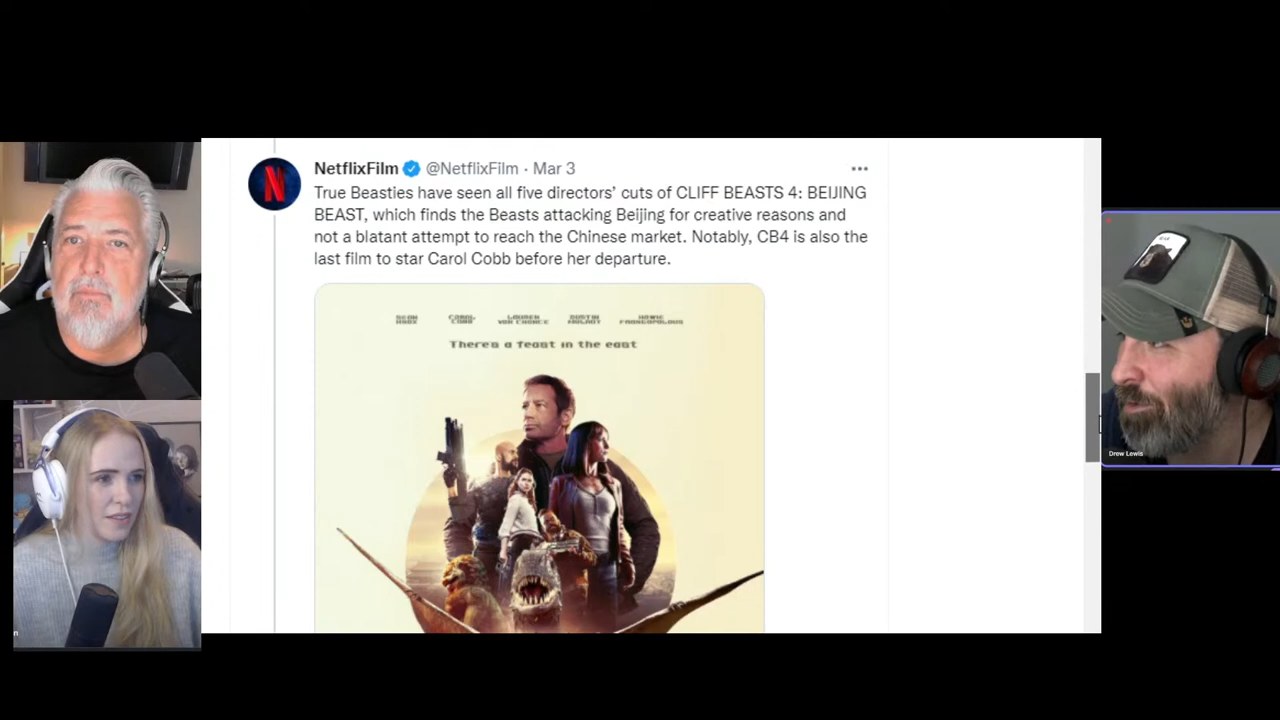 NetflixFilm @NetflixFilm · Mar 3
True Beasties have seen all five directors’ cuts of CLIFF BEASTS 4: BEIJING
BEAST, which finds the Beasts attacking Beijing for creative reasons and
not a blatant attempt to reach the Chinese market. Notably, CB4 is also the
last film to star Carol Cobb before her departure.
There's a feast in the east
Drew Lewis